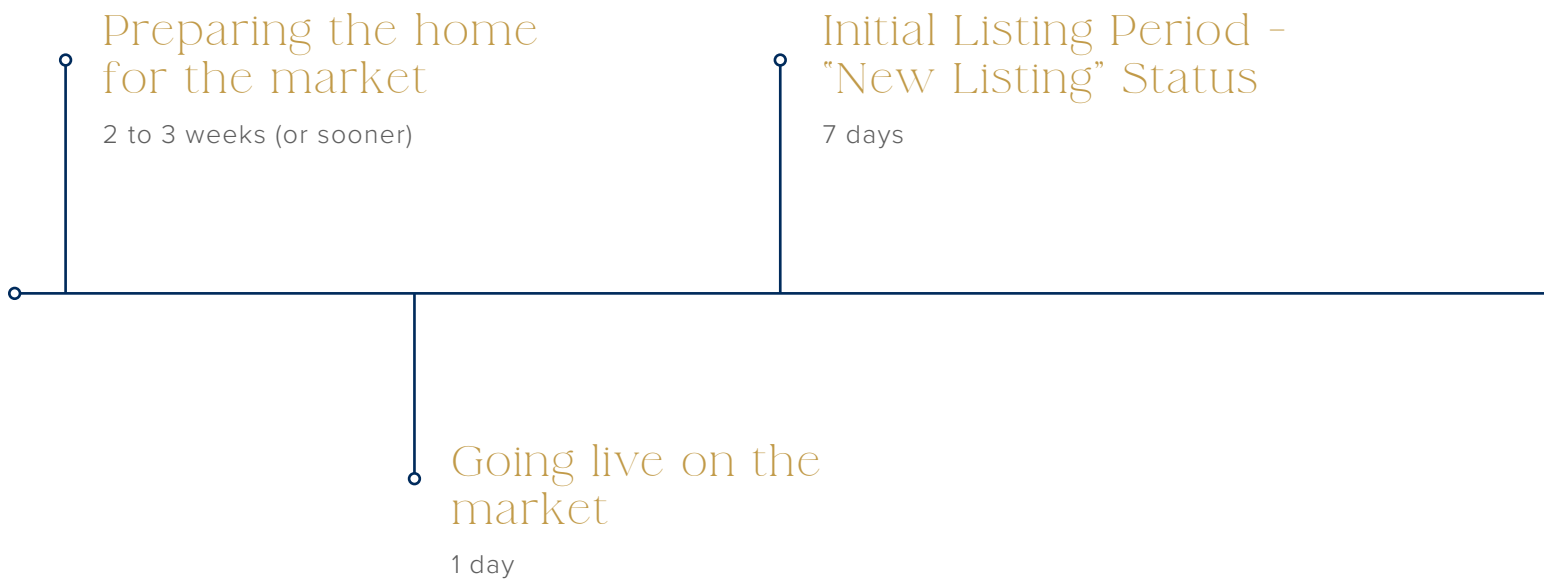 Preparing the home
for the market
2 to 3 weeks (or sooner)
Going live on the
market
1 day
Initial Listing Period -
“New Listing” Status
7 days